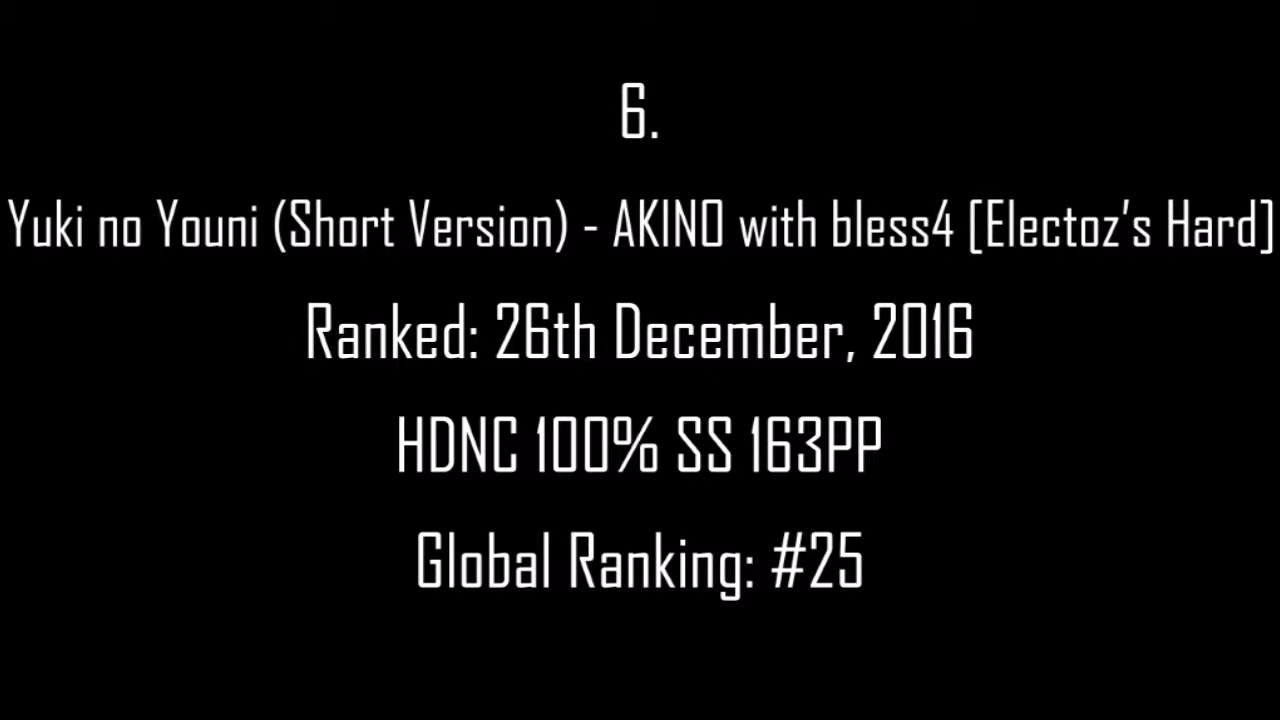 6.
Yuki no Youni (Short Version) - AKINO with bless4 [Electoz's Hard]
Ranked: 26th December, 2016
HDNC 100% SS 163PP
Global Ranking: #25